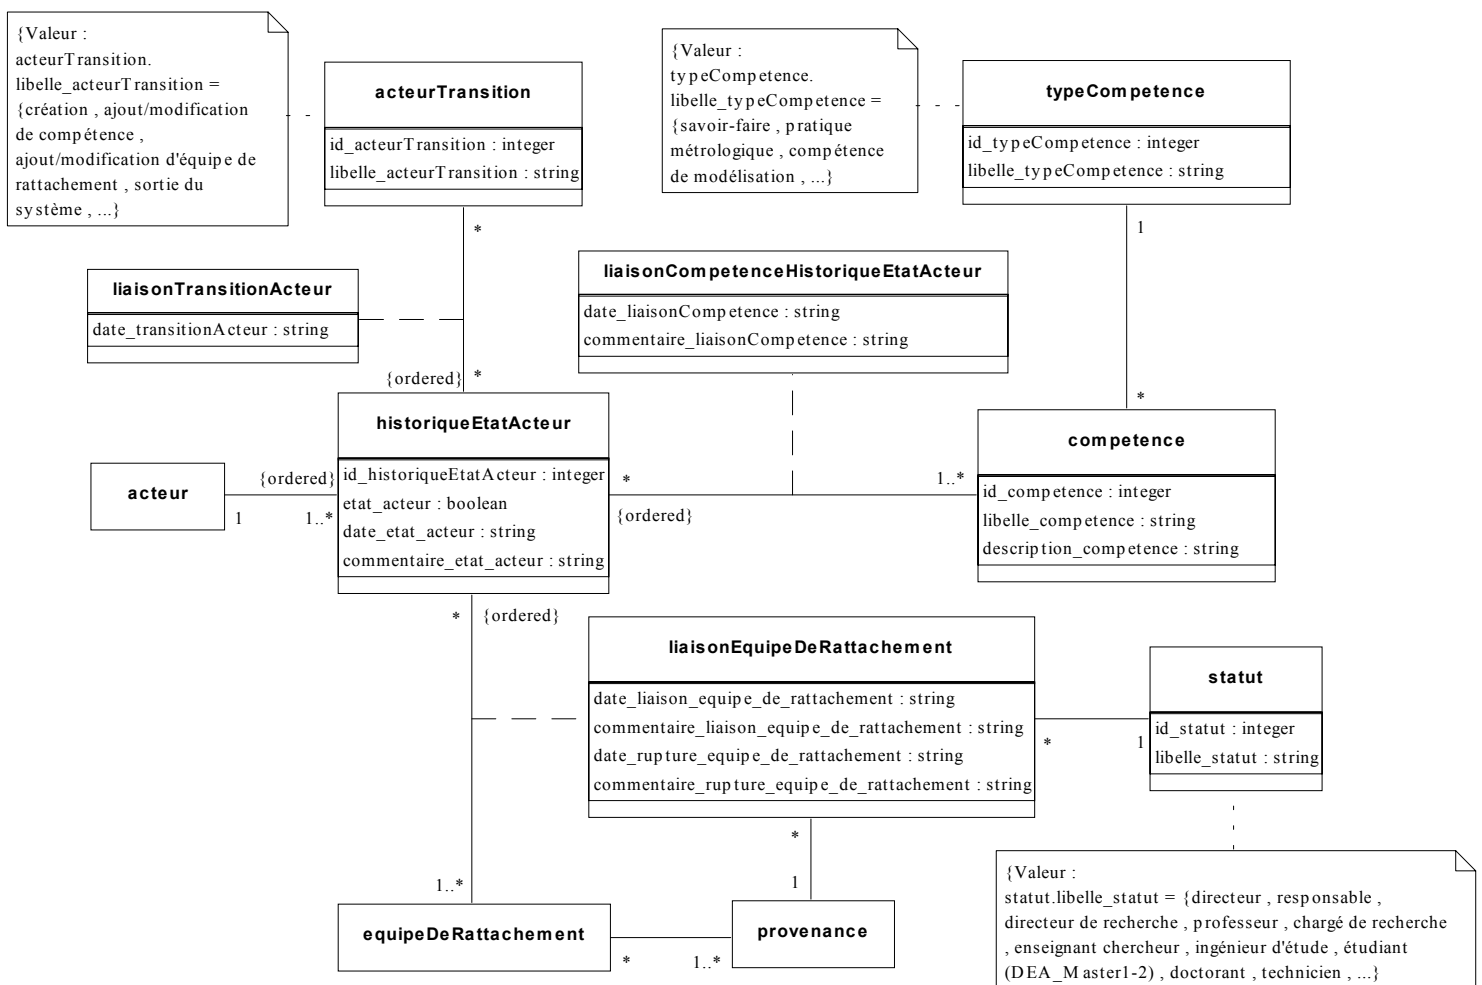 {Valeur :
acteurTransition.
libelle_acteurTransition =
{création , ajout/modification
de compétence ,
ajout/modification d'équipe de
rattachement , sortie du
système , ...}
acteurTransition
id_acteurTransition : integer
libelle_acteurTransition : string
{Valeur :
typeCompetence.
libelle_typeCompetence =
{savoir-faire , pratique
métrologique , compétence
de modélisation , ...}
typeCompetence
id_typeCompetence : integer
libelle_typeCompetence : string
*
1
liaisonTransitionActeur
date_transitionActeur : string
liaisonCompetenceHistoriqueEtatActeur
date_liaisonCompetence : string
commentaire_liaisonCompetence : string
{ordered}
*
*
historiqueEtatActeur
id_historiqueEtatActeur : integer
etat_acteur : boolean
date_etat_acteur : string
commentaire_etat_acteur : string
competence
id_competence : integer
libelle_competence : string
description_competence : string
acteur
{ordered}
1
1..*
*
{ordered}
1..*
*
{ordered}
liaisonEquipeDeRattachement
date_liaison_equipe_de_rattachement : string
commentaire_liaison_equipe_de_rattachement : string
date_rupture_equipe_de_rattachement : string
commentaire_rupture_equipe_de_rattachement : string
statut
id_statut : integer
libelle_statut : string
*
1
*
1
1..*
equipeDeRattachement
*
1..*
provenance
{Valeur :
statut.libelle_statut = {directeur , responsable ,
directeur de recherche , professeur , chargé de recherche
, enseignant chercheur , ingénieur d'étude , étudiant
(DEA_Master1-2) , doctorant , technicien , ...}